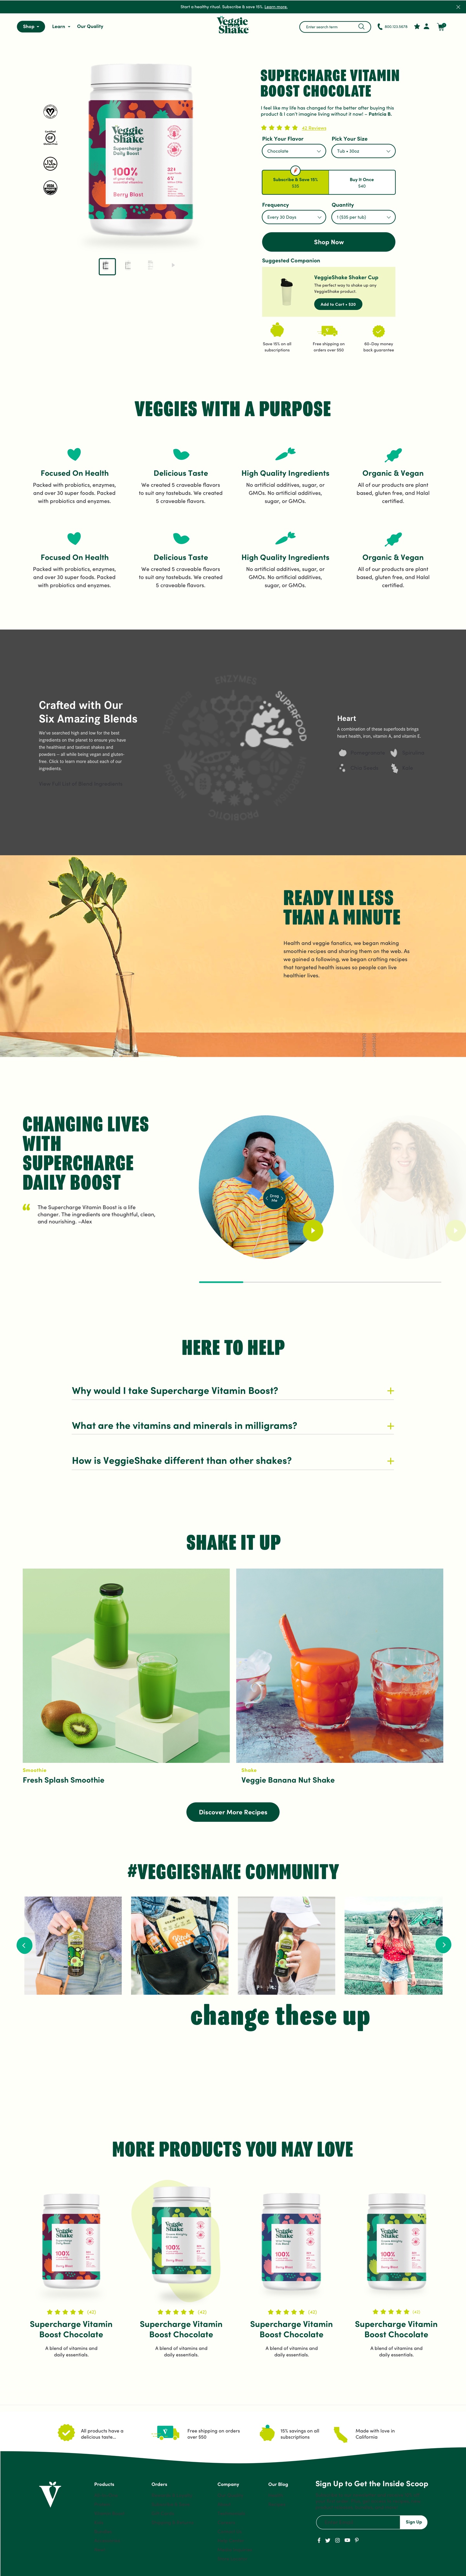 Start a healthy ritual. Subscribe & save 15%. Learn more.
Shop
Learn
Our Quality
Veggie
Shake
Enter search term
800.122.5878
Veggie
Shake
Supercharge
Daily Boost
100%
Berry Blast
SUPERCHARGE VITAMIN
BOOST CHOCOLATE
I feel like my life has changed for the better after buying this
product & I can't imagine living without it now! – Patricia B.
42 Reviews
Pick Your Flavor
Pick Your Size
Chocolate
Tub • 30oz
Subscribe & Save 15%
$35
Buy It Once
$40
Frequency
Quantity
Every 30 Days
1 ($35 per tub)
Shop Now
Suggested Companion
VeggieShake Shaker Cup
The perfect way to shake up any
VeggieShake product.
Add to Cart • $20
Save 15% on all
subscriptions
Free shipping on
orders over $50
60-Day money
back guarantee
VEGGIES WITH A PURPOSE
Focused On Health
Packed with probiotics, enzymes,
and over 30 super foods. Packed
with probiotics and enzymes.
Delicious Taste
We created 5 craveable flavors
to suit any tastebuds. We created
5 craveable flavors.
High Quality Ingredients
No artificial additives, sugar, or
GMOs. No artificial additives,
sugar, or GMOs.
Organic & Vegan
All of our products are plant
based, gluten free, and Halal
certified.
Focused On Health
Packed with probiotics, enzymes,
and over 30 super foods. Packed
with probiotics and enzymes.
Delicious Taste
We created 5 craveable flavors
to suit any tastebuds. We created
5 craveable flavors.
High Quality Ingredients
No artificial additives, sugar, or
GMOs. No artificial additives,
sugar, or GMOs.
Organic & Vegan
All of our products are plant
based, gluten free, and Halal
certified.
Crafted with Our
Six Amazing Blends
We've searched high and low for the best
ingredients on the planet to ensure you have
the healthiest and tastiest shakes and
powders – all while being vegan and gluten-
free. Click to learn more about each of our
ingredients.
ENZYMES
SUPERFOOD
PROBIOTIC
Heart
A combination of these superfoods brings
heart health, iron, vitamin A, and vitamin E.
READY IN LESS
THAN A MINUTE
Health and veggie fanatics, we began making
smoothie recipes and sharing them on the web. As
we gained a following, we began crafting recipes
that targeted health issues so people can live
healthier lives.
CHANGING LIVES
WITH
SUPERCHARGE
DAILY BOOST
The Supercharge Vitamin Boost is a life
changer. The ingredients are thoughtful, clean,
and nourishing. –Alex
Drag
Me
HERE TO HELP
Why would I take Supercharge Vitamin Boost?
What are the vitamins and minerals in milligrams?
How is VeggieShake different than other shakes?
SHAKE IT UP
Smoothie
Fresh Splash Smoothie
Shake
Veggie Banana Nut Shake
Discover More Recipes
#VEGGIESHAKE COMMUNITY
change these up
MORE PRODUCTS YOU MAY LOVE
Veggie
Shake
100%
Berry Blast
Veggie
Shake
100%
Berry Blast
Veggie
Shake
100%
Berry Blast
Veggie
Shake
100%
Berry Blast
(42)
(42)
(42)
(42)
Supercharge Vitamin
Boost Chocolate
A blend of vitamins and
daily essentials.
Supercharge Vitamin
Boost Chocolate
A blend of vitamins and
daily essentials.
Supercharge Vitamin
Boost Chocolate
A blend of vitamins and
daily essentials.
Supercharge Vitamin
Boost Chocolate
A blend of vitamins and
daily essentials.
All products have a
delicious taste...
Free shipping on orders
over $50
15% savings on all
subscriptions
Made with love in
California
Products
Orders
Company
Our Blog
Sign Up to Get the Inside Scoop
Sign Up